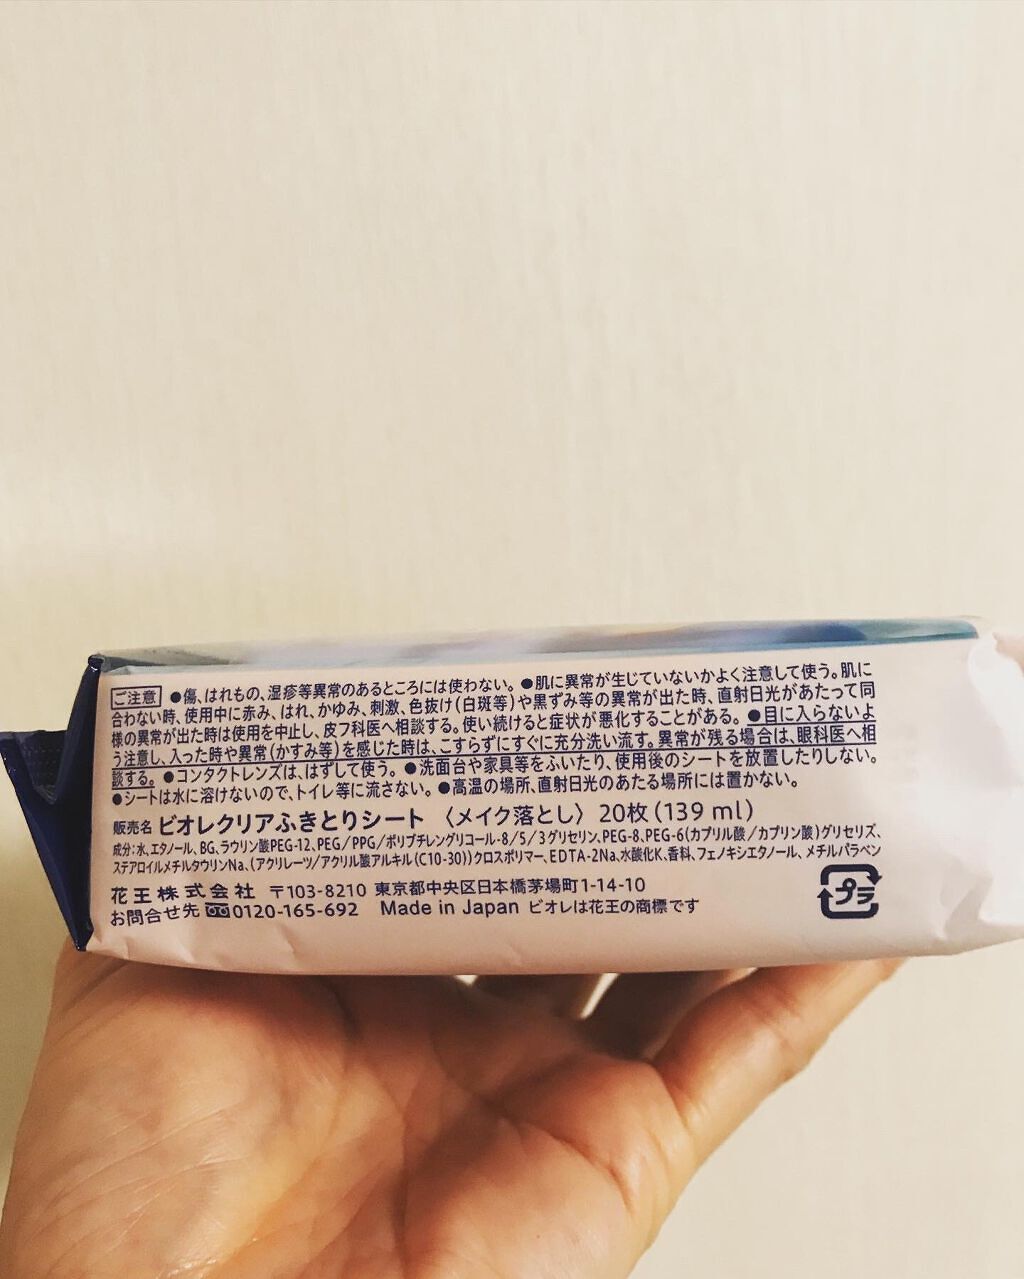 ご注意 ●傷、はれもの、湿疹等異常のあるところには使わない。●肌に異常が生じていないかよく注意して使う。肌に
合わない時、使用中に赤み、はれ、かゆみ、刺激、色抜け(白斑等)や黒ずみ等の異常が出た時、直射日光があたって同
様の異常が出た時は使用を中止し、皮フ科医へ相談する。使い続けると症状が悪化することがある。●目に入らないよ
う注意し、入った時や異常(かすみ等)を感じた時は、こすらずにすぐに充分洗い流す。異常が残る場合は、眼科医へ相
談する。●コンタクトレンズは、はずして使う。●洗面台や家具等をふいたり、使用後のシートを放置したりしない。
●シートは水に溶けないので、トイレ等に流さない。●高温の場所、直射日光のあたる場所には置かない。
販売名 ビオレクリアふきとりシート 〈メイク落とし〉 20枚(139 ml)
成分:水、エタノール、BG、ラウリン酸PEG-12、PEG/PPG/ポリブチレングリコール-8/5/3グリセリン、PEG-8、PEG-6(カプリル酸/カプリン酸)グリセリズ、
ステアロイルメチルタウリンNa、(アクリレーツ/アクリル酸アルキル(C10-30))クロスポリマー、EDTA-2Na、水酸化K、香料、フェノキシエタノール、メチルパラベン
花王株式会社 〒103-8210 東京都中央区日本橋茅場町1-14-10
お問合せ先 0120-165-692 Made in Japan ビオレは花王の商標です
プラ